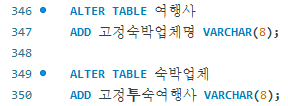 346 ● ALTER TABLE 여행사
347 ADD 고정숙박업체명 VARCHAR(8);
348
349 ● ALTER TABLE 숙박업체
350 ADD 고정투숙여행사 VARCHAR(8);